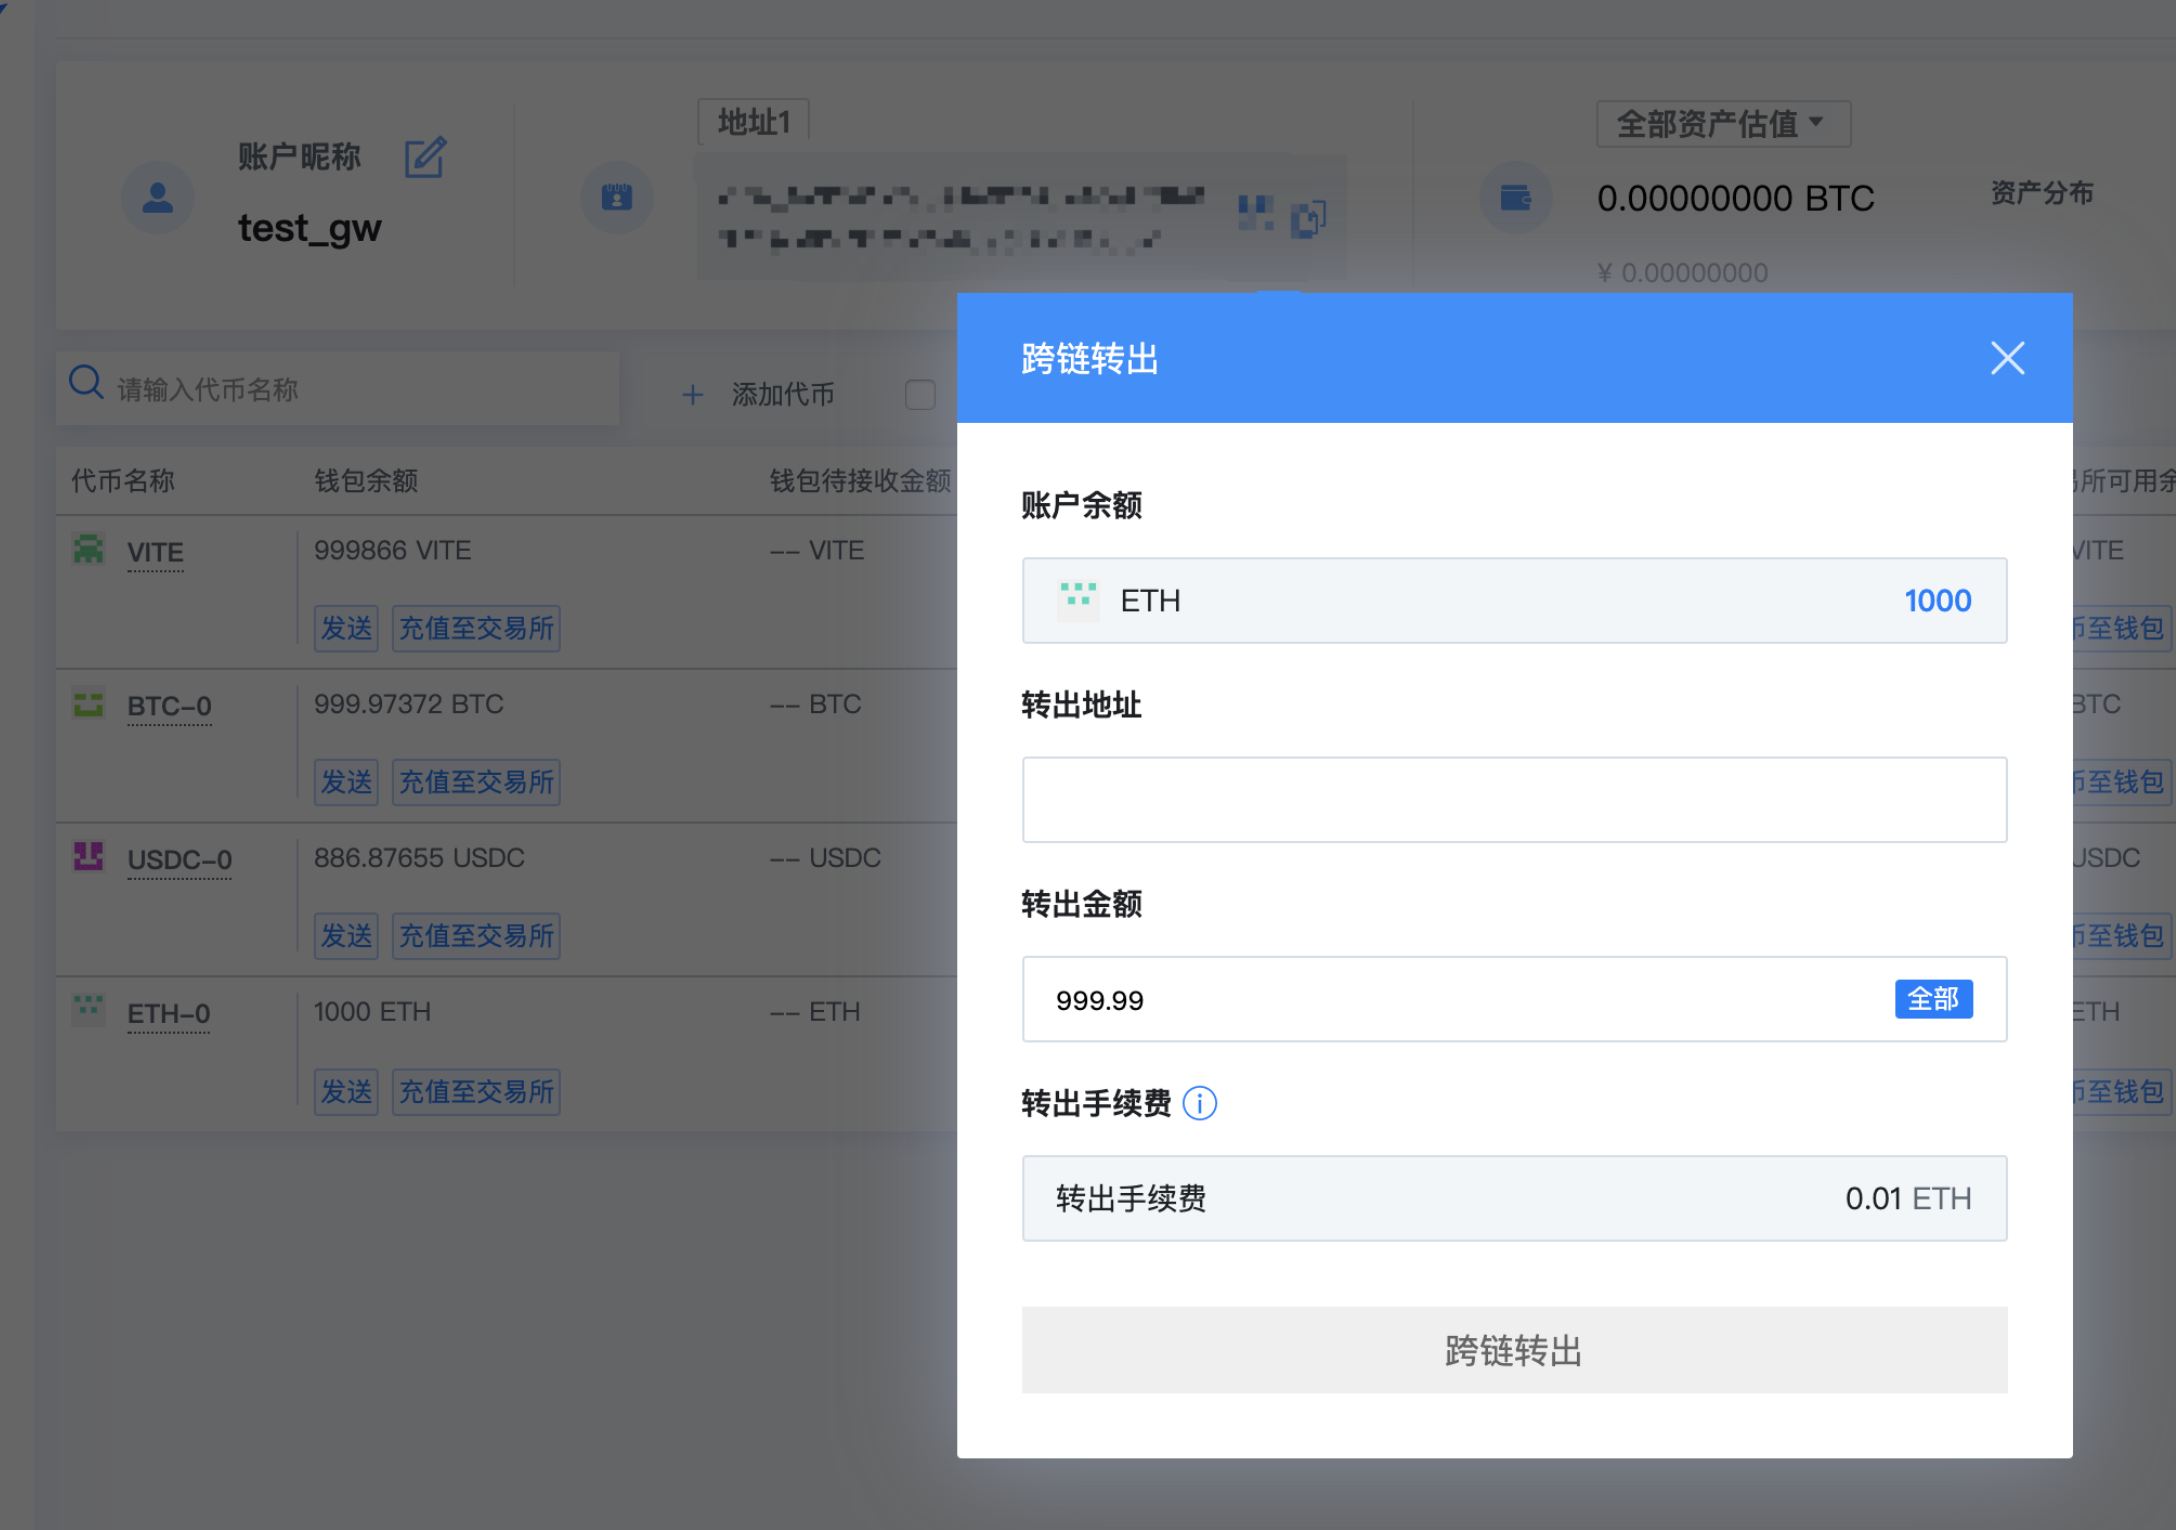 账户昵称
test_gw
地址1
全部资产估值
0.00000000 BTC
¥ 0.00000000
资产分布
请输入代币名称
+ 添加代币
代币名称 钱包余额 钱包待接收金额 所可用余
VITE 999866 VITE -- VITE VITE
发送 充值至交易所 币至钱包
BTC-0 999.97372 BTC -- BTC BTC
发送 充值至交易所 币至钱包
USDC-0 886.87655 USDC -- USDC USDC
发送 充值至交易所 币至钱包
ETH-0 1000 ETH -- ETH ETH
发送 充值至交易所 币至钱包
跨链转出
账户余额
ETH 1000
转出地址
转出金额
999.99 全部
转出手续费
转出手续费 0.01 ETH
跨链转出